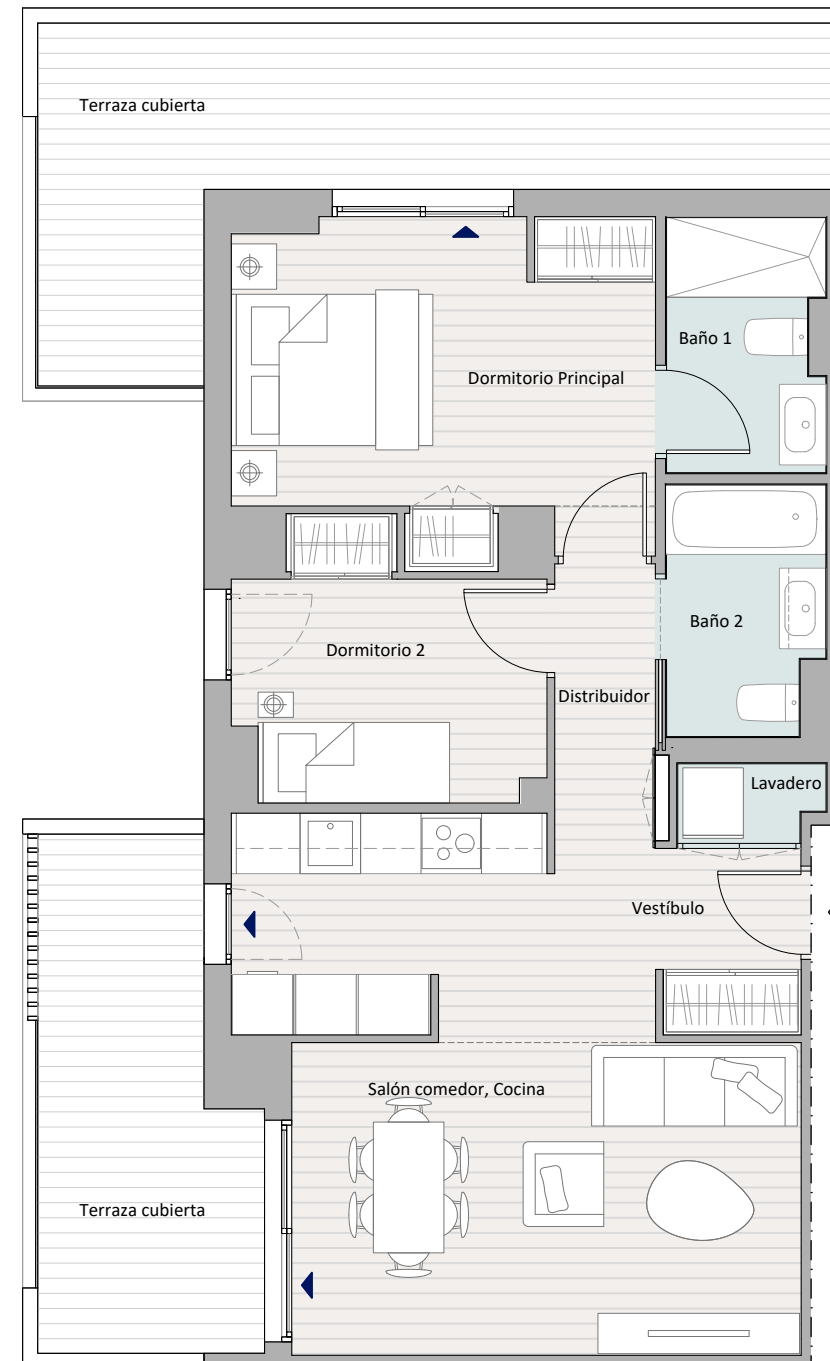 Terraza cubierta
Baño 1
Dormitorio Principal
Baño 2
Dormitorio 2
Distribuidor
Lavadero
Vestíbulo
Salón comedor, Cocina
Terraza cubierta